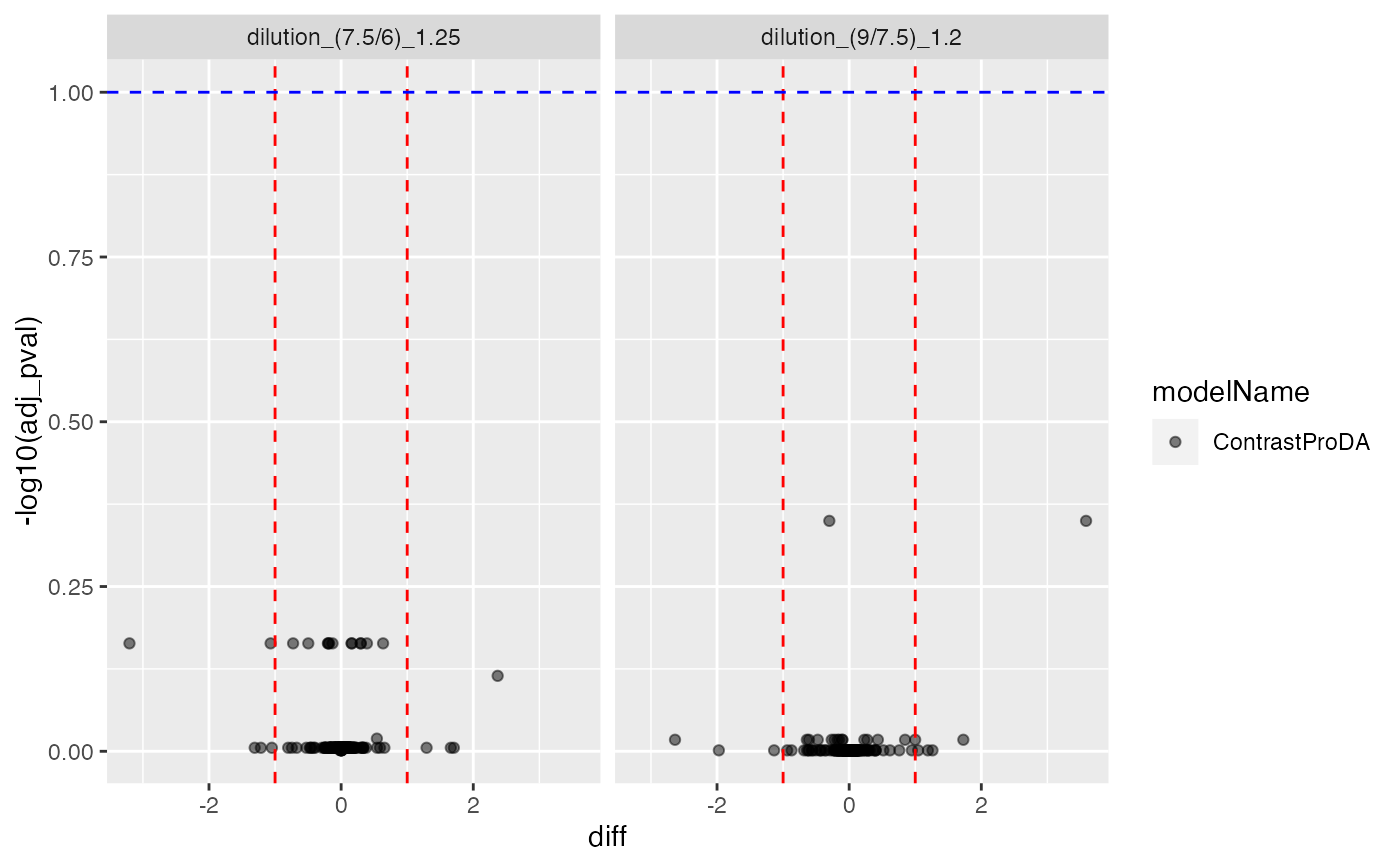 dilution_(7.5/6)_1.25
dilution_(9/7.5)_1.2
1.00
0.75
0.50
0.25
0.00
-log10(adj_pval)
-2
0
2
-2
0
2
diff
modelName
ContrastProDA